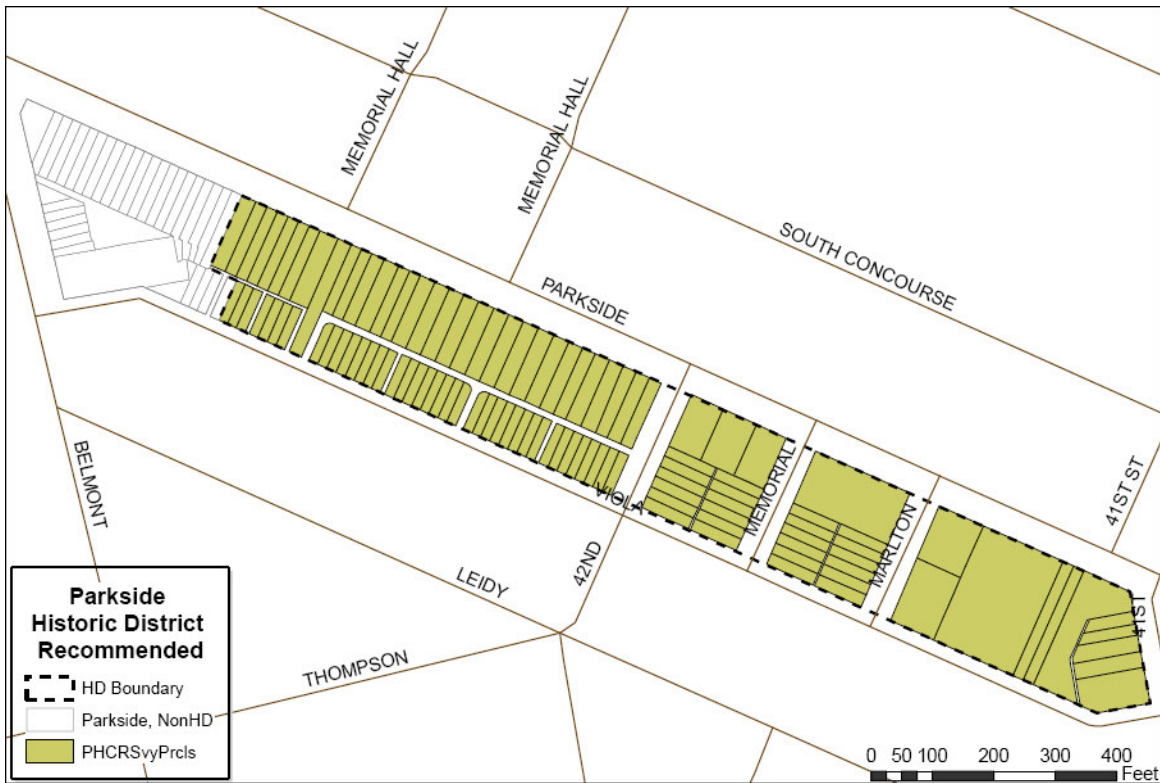 MEMORIAL HALL
MEMORIAL HALL
SOUTH CONCOURSE
PARKSIDE
41ST ST
BELMONT
VIOLA
MEMORIAL
MARLTON
42ND
LEIDY
41ST
THOMPSON
Parkside
Historic District
Recommended
HD Boundary
Parkside, NonHD
PHCRSvyPrcls
0 50 100 200 300 400
Feet